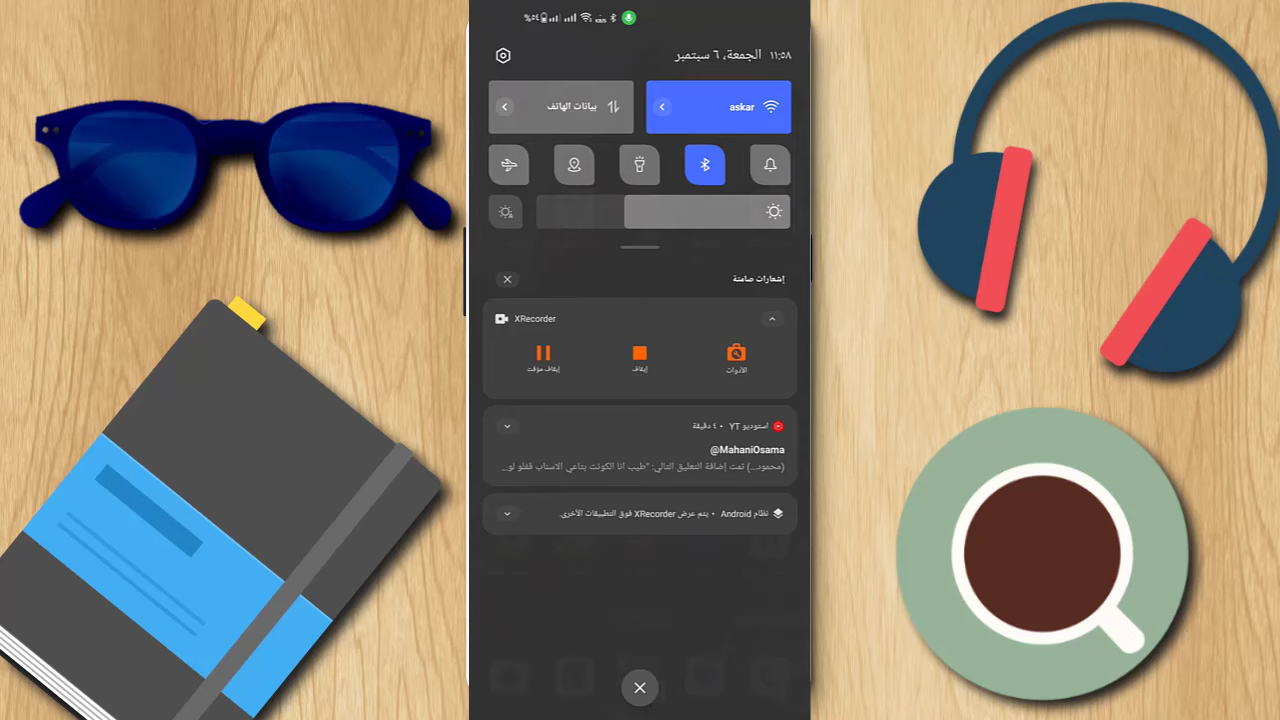 %٥٤
١١:٥٨ الجمعة، ٦ سبتمبر
askar
بيانات الهاتف
إشعارات صامتة
XRecorder
الأدوات
إيقاف
إيقاف مؤقت
استوديو YT • ٤ دقيقة
@MahaniOsama
(محمود...) تمت إضافة التعليق التالي: "طيب انا الكونت بتاعي الاستاب قفلو لو...
نظام Android • يتم عرض XRecorder فوق التطبيقات الأخرى.